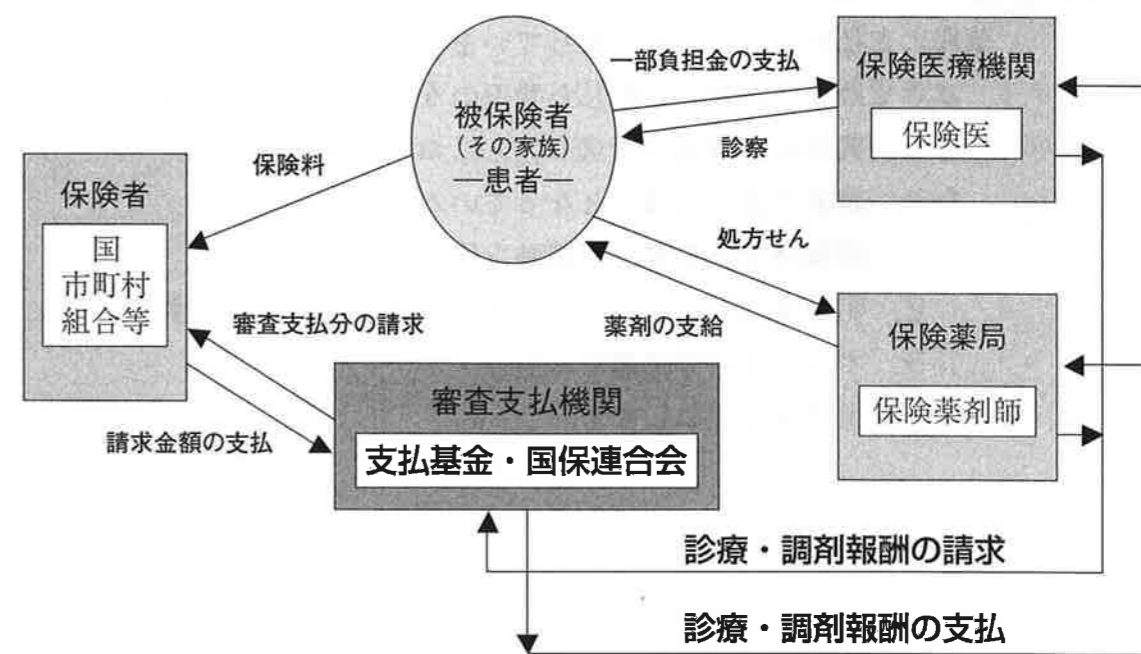 一部負担金の支払
保険医療機関
保険医
被保険者
(その家族)
―患者―
診察
保険料
保険者
国
市町村
組合等
処方せん
薬剤の支給
保険薬局
保険薬剤師
審査支払分の請求
請求金額の支払
審査支払機関
支払基金・国保連合会
診療・調剤報酬の請求
診療・調剤報酬の支払